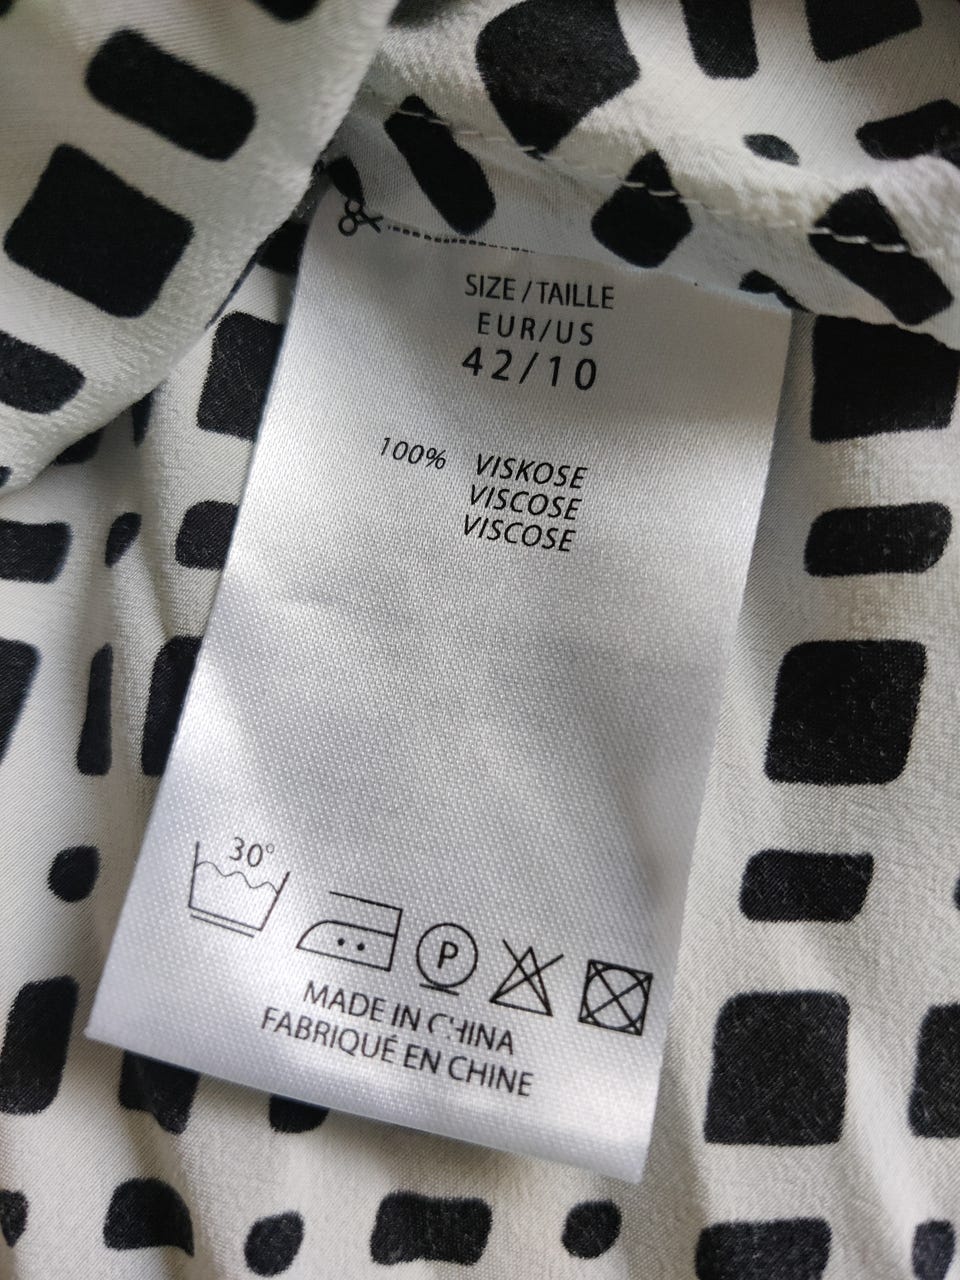 SIZE / TAILLE
EUR/US
42/10
100% VISKOSE
VISCOSE
VISCOSE
30°
P
MADE IN CHINA
FABRIQUÉ EN CHINE